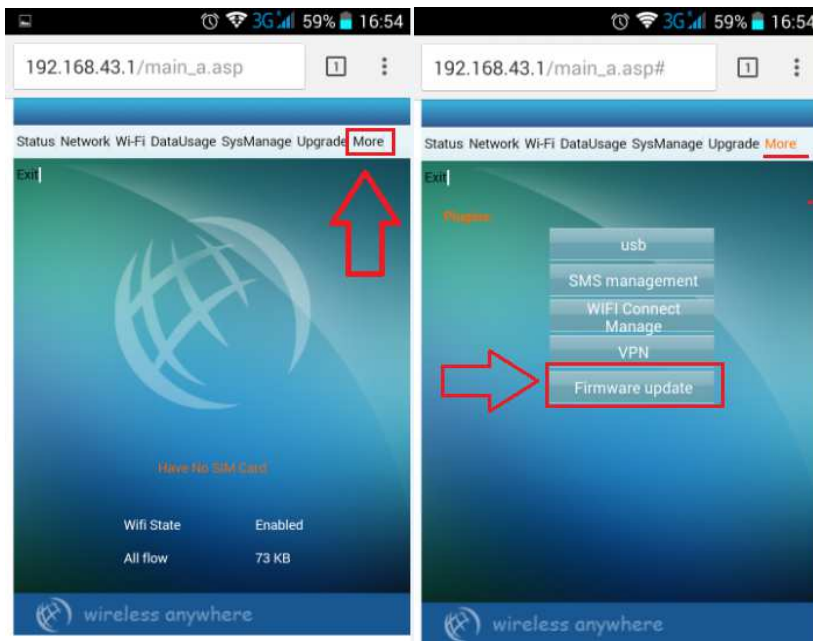 3G 59% 16:54
192.168.43.1/main_a.asp 1
Status Network Wi-Fi DataUsage SysManage Upgrade More
Exit
Have No SIM Card
Wifi State Enabled
All flow 73 KB
wireless anywhere
3G 59% 16:54
192.168.43.1/main_a.asp# 1
Status Network Wi-Fi DataUsage SysManage Upgrade More
Exit
Plugins:
usb
SMS management
WIFI Connect
Manage
VPN
Firmware update
wireless anywhere